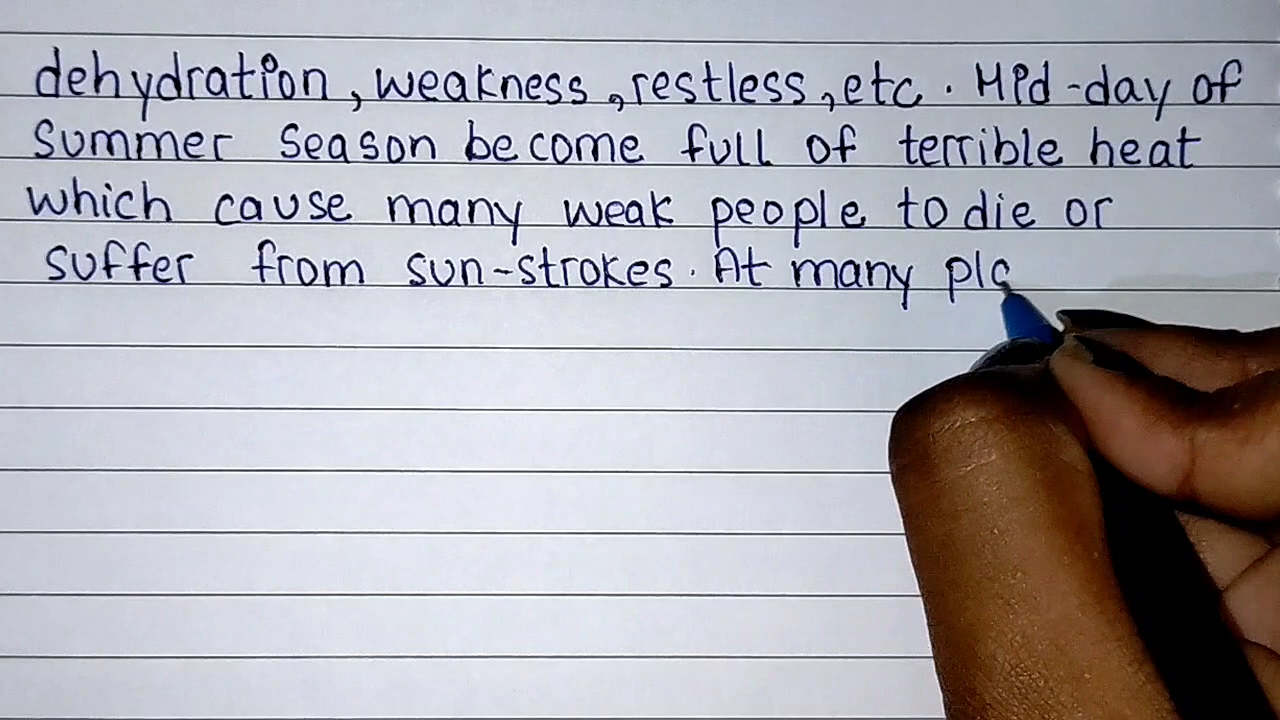 dehydration, weakness, restless, etc. Mid-day of
Summer Season become full of terrible heat
which cause many weak people to die or
suffer from sun-strokes. At many pla